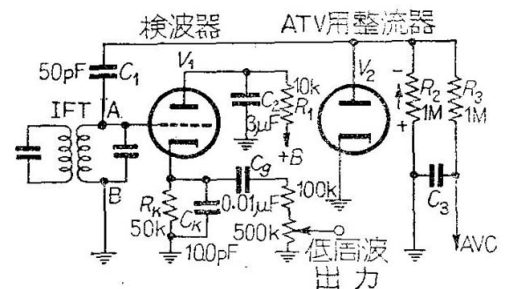 検波器
ATV用整流器
50pF
C₁
V₁
V₂
10k
R₁
C₂
3μF
+B
−
+
R₂
1M
R₃
1M
IFT
A
B
Cg
100k
0.01μF
Rₖ
50k
Cₖ
100pF
500k
低周波
出力
C₃
AVC